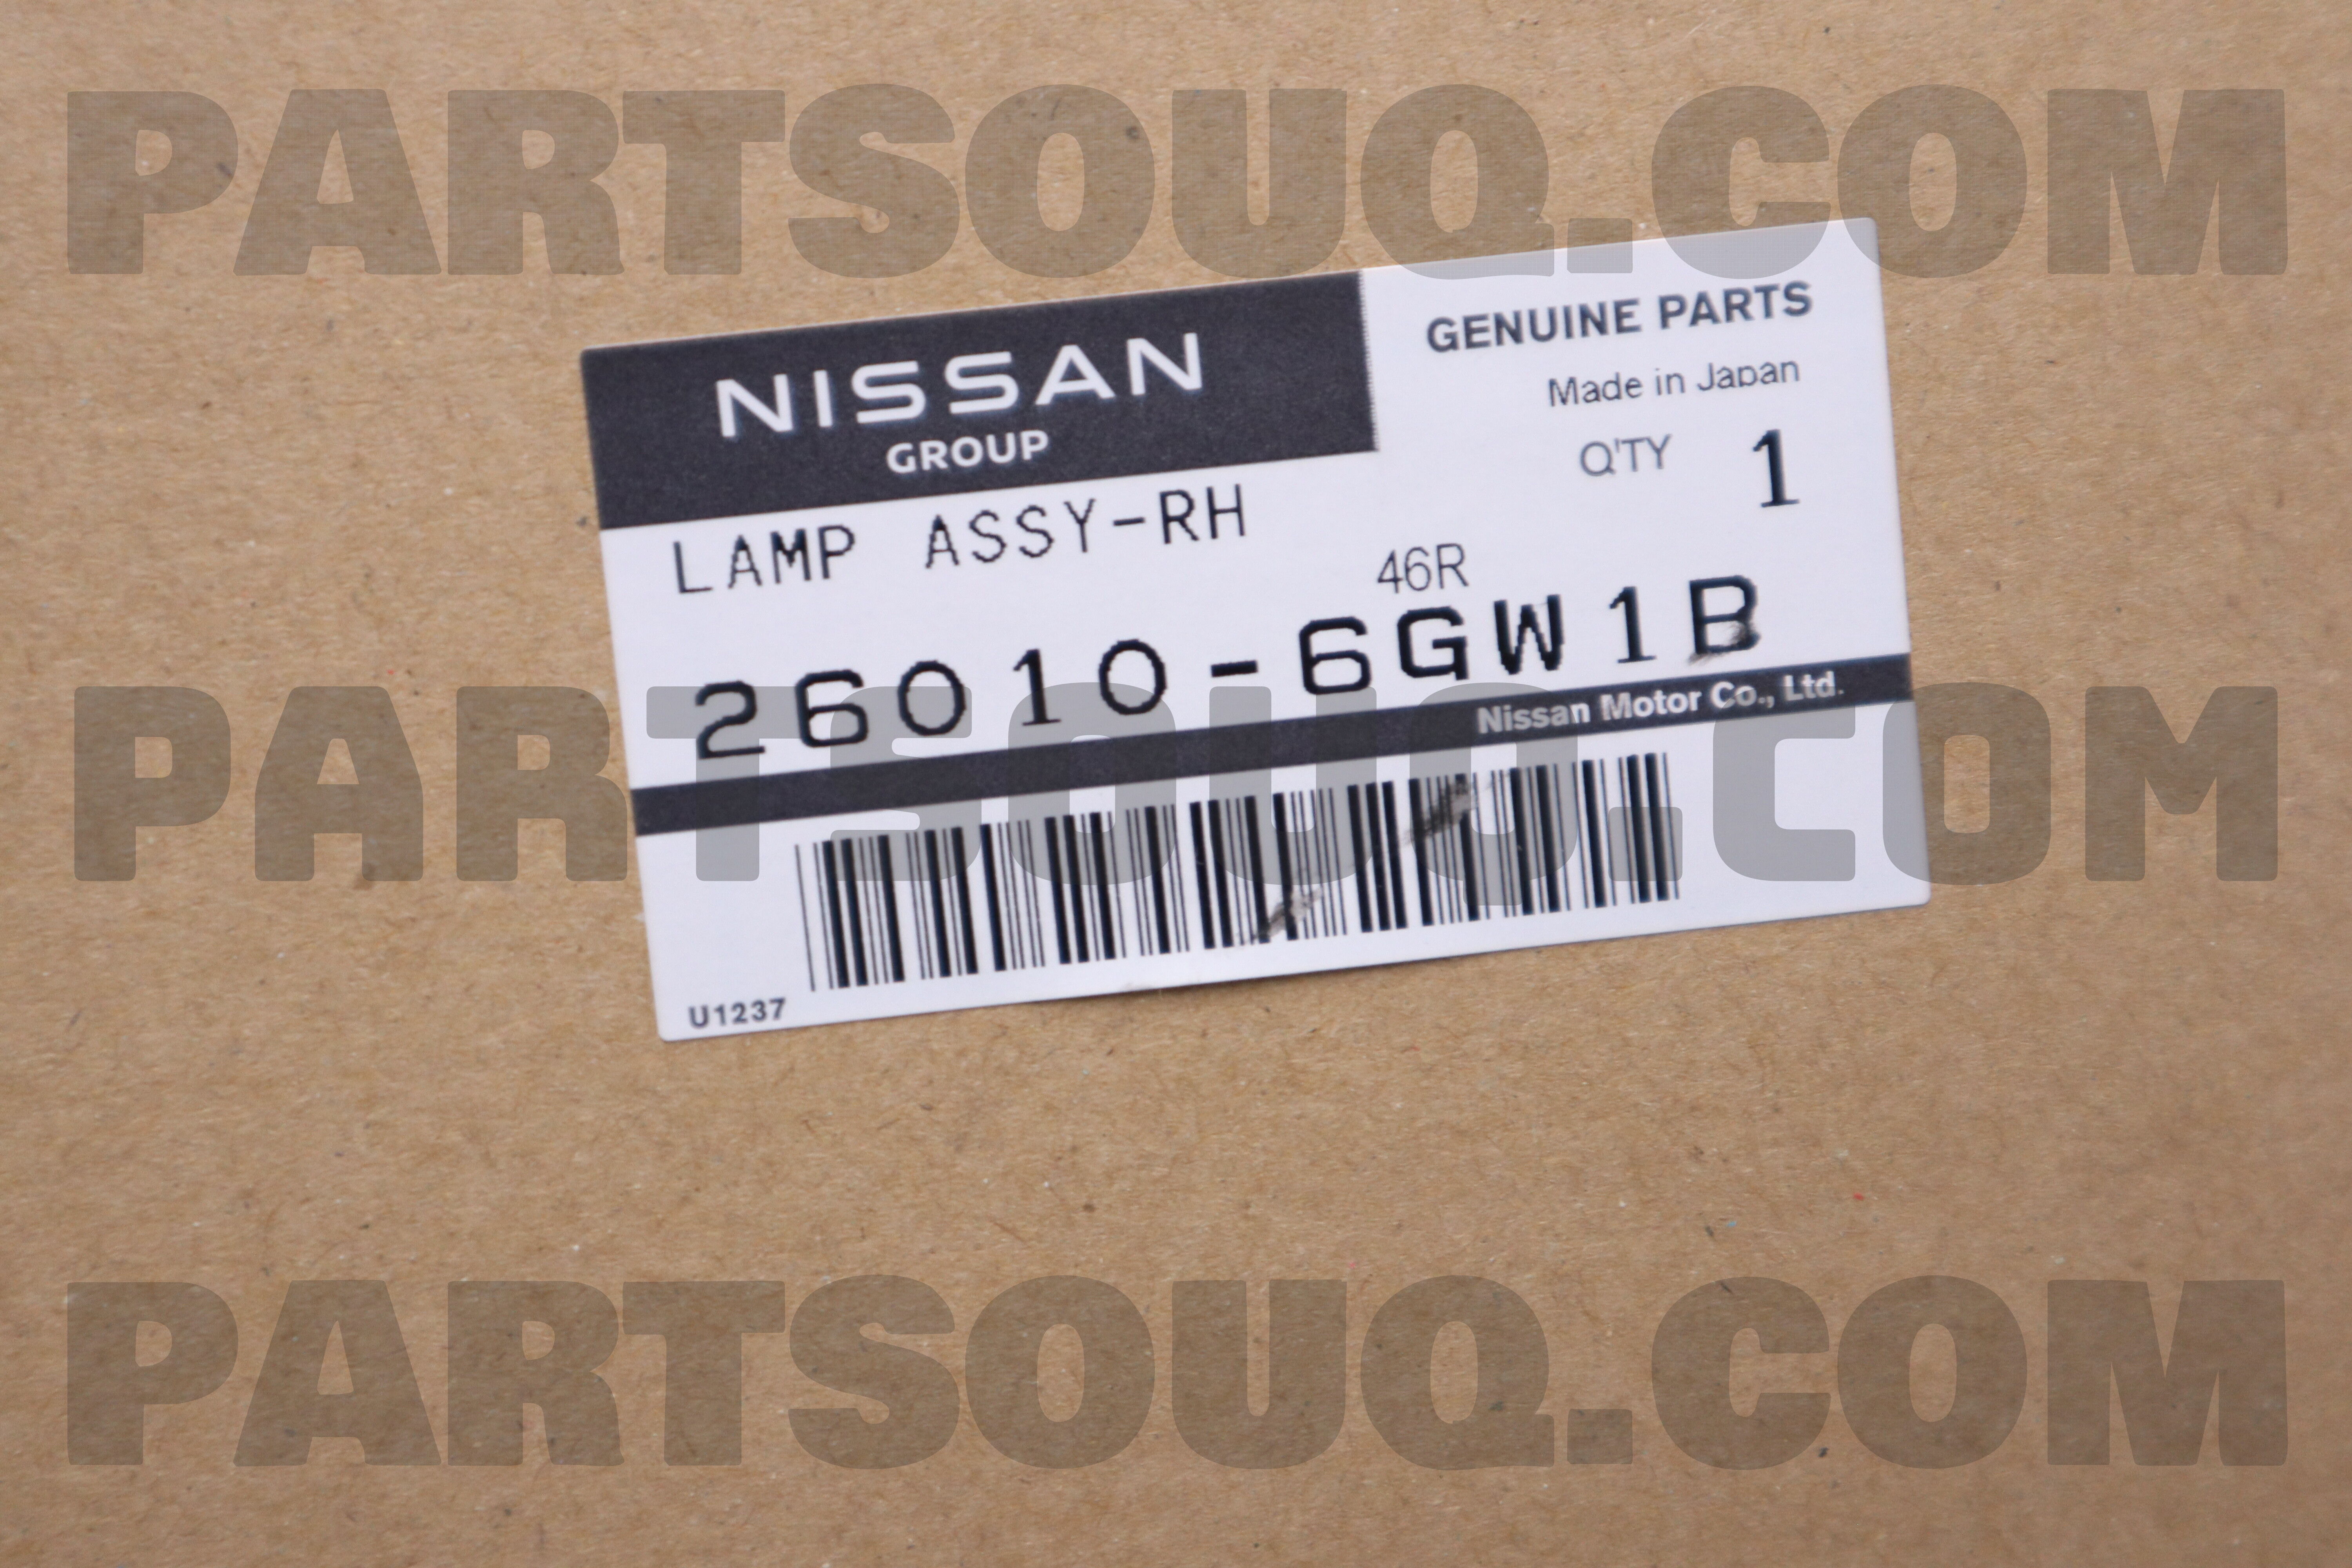 PARTSOUQ.COM
NISSAN
GROUP
GENUINE PARTS
Made in Japan
Q'TY 1
LAMP ASSY-RH
46R
26010-6GW1B
Nissan Motor Co., Ltd.
PARTSOUQ.COM
U1237
PARTSOUQ.COM